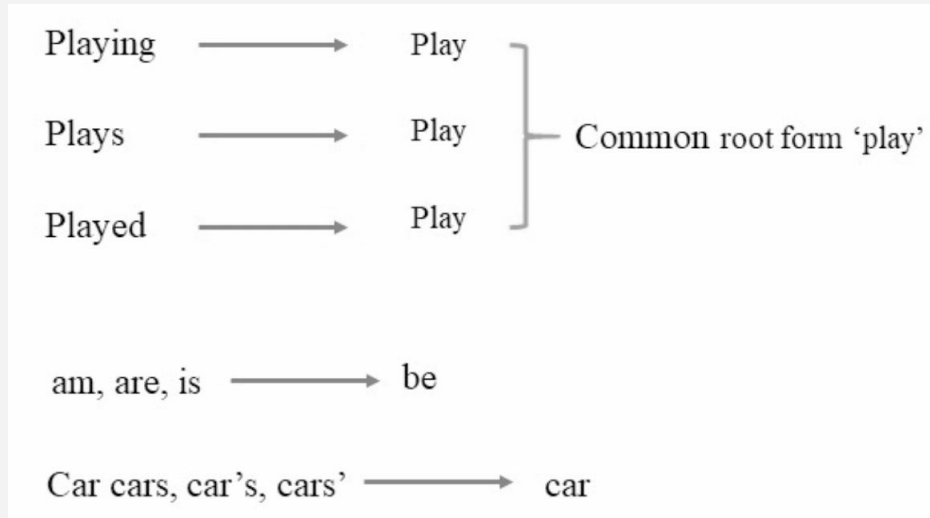 Playing Play
Plays Play Common root form ‘play’
Played Play
am, are, is be
Car cars, car’s, cars’ car